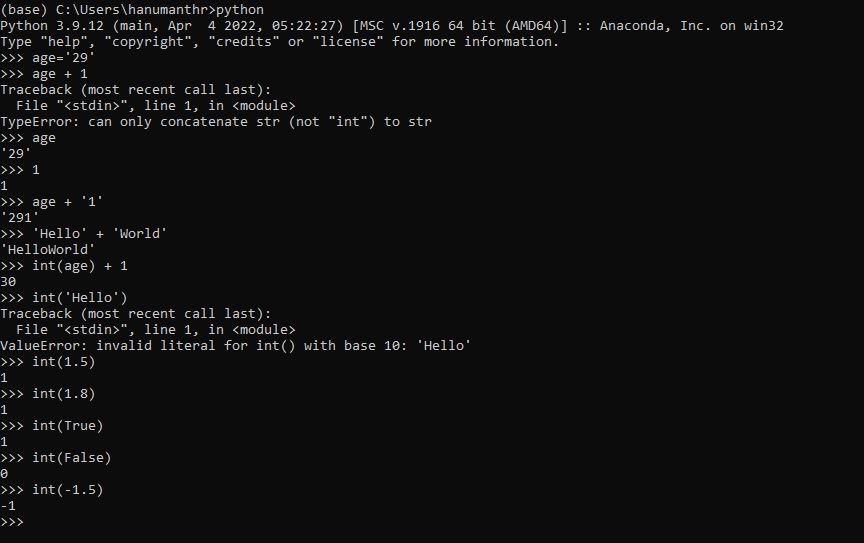 (base) C:\Users\hanumanthr>python
Python 3.9.12 (main, Apr  4 2022, 05:22:27) [MSC v.1916 64 bit (AMD64)] :: Anaconda, Inc. on win32
Type "help", "copyright", "credits" or "license" for more information.
>>> age='29'
>>> age + 1
Traceback (most recent call last):
  File "<stdin>", line 1, in <module>
TypeError: can only concatenate str (not "int") to str
>>> age
'29'
>>> 1
1
>>> age + '1'
'291'
>>> 'Hello' + 'World'
'HelloWorld'
>>> int(age) + 1
30
>>> int('Hello')
Traceback (most recent call last):
  File "<stdin>", line 1, in <module>
ValueError: invalid literal for int() with base 10: 'Hello'
>>> int(1.5)
1
>>> int(1.8)
1
>>> int(True)
1
>>> int(False)
0
>>> int(-1.5)
-1
>>>